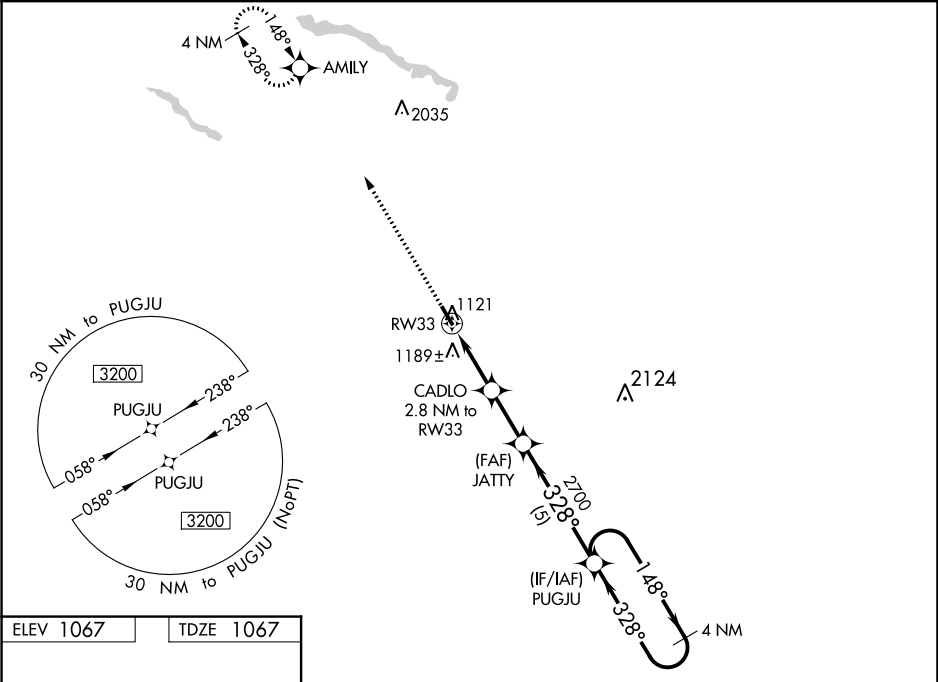 148°
4 NM
328°
AMILY
2035
1121
RW33
1189±
CADLO
2.8 NM to
RW33
2124
(FAF)
JATTY
2700
328°
(5)
(IF/IAF)
PUGJU
148°
328°
4 NM
30 NM to PUGJU
3200
238°
PUGJU
058°
238°
PUGJU
058°
3200
30 NM to PUGJU (NoPT)
ELEV 1067
TDZE 1067